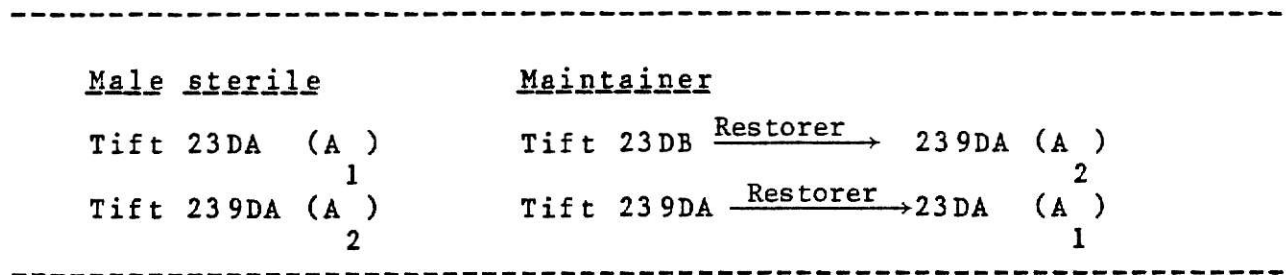 Male sterile Maintainer
Tift 23DA (A₁) Tift 23DB Restorer → 239DA (A₂)
Tift 239DA (A₂) Tift 239DA Restorer →23DA (A₁)